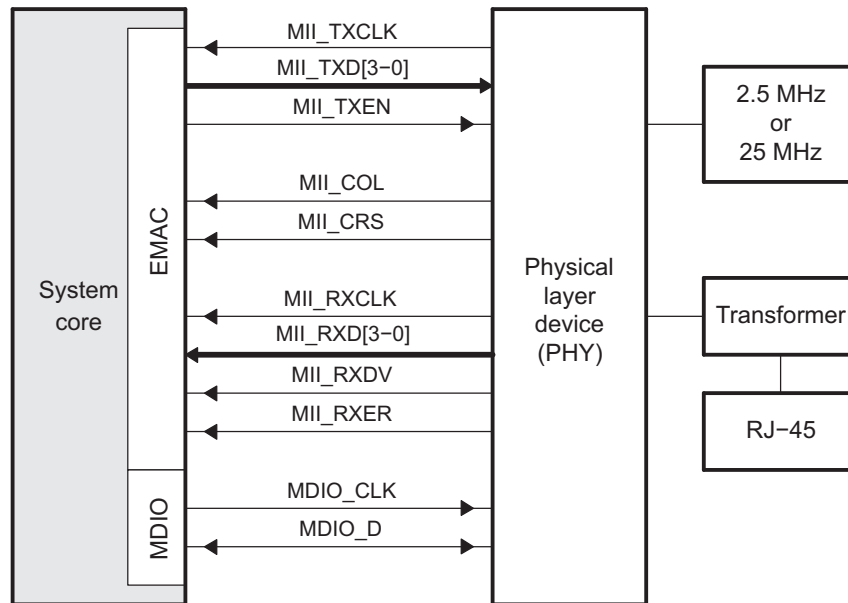 MII_TXCLK
MII_TXD[3−0]
MII_TXEN
MII_COL
MII_CRS
MII_RXCLK
MII_RXD[3−0]
MII_RXDV
MII_RXER
MDIO_CLK
MDIO_D
System
core
EMAC
MDIO
Physical
layer
device
(PHY)
2.5 MHz
or
25 MHz
Transformer
RJ−45